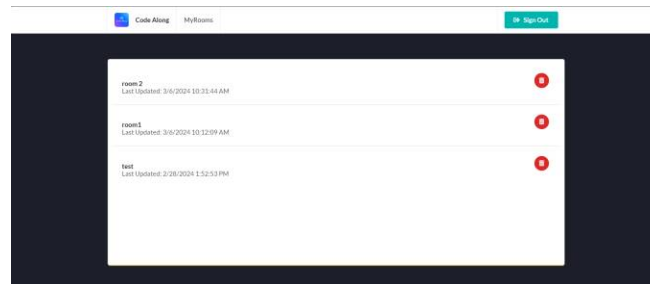 Code Along
MyRooms
Sign Out
room 2
Last Updated: 3/6/2024 10:31:44 AM
room1
Last Updated: 3/6/2024 10:12:09 AM
test
Last Updated: 2/28/2024 1:52:53 PM